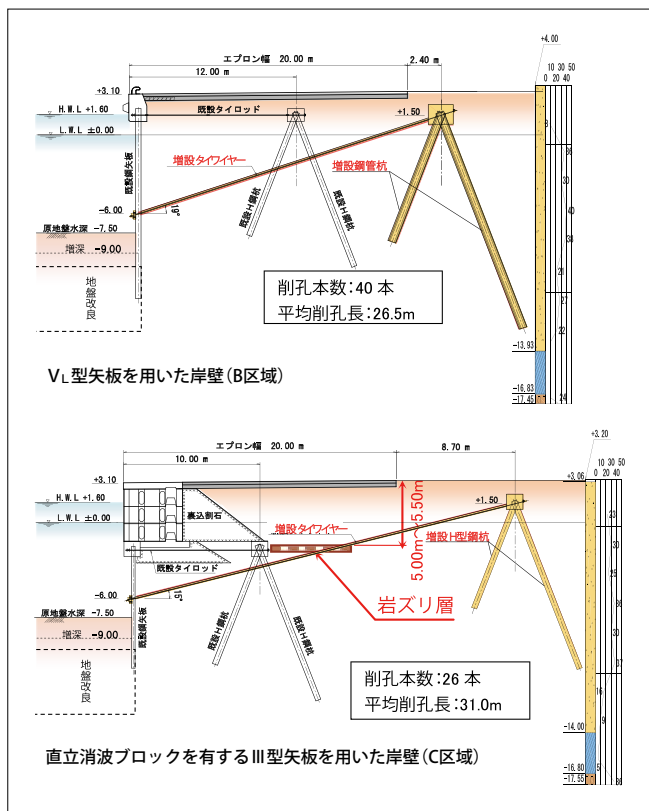 エプロン幅 20.00 m
2.40 m
12.00 m
+4.00
10 30 50
0 20 40
+3.10
H.W.L +1.60
既設タイロッド
+1.50
L.W.L ±0.00
増設タイワイヤー
増設鋼管杭
既設鋼矢板
-6.00
19°
既設H鋼杭
既設H鋼杭
原地盤水深 -7.50
増深 -9.00
地盤改良
30
40
38
27
22
24
-13.93
-16.83
-17.45
削孔本数:40 本
平均削孔長:26.5m
VL型矢板を用いた岸壁(B区域)
エプロン幅 20.00 m
8.70 m
10.00 m
+3.20
10 30 50
0 20 40
+3.10
+3.06
H.W.L +1.60
裏込割石
+1.50
L.W.L ±0.00
増設タイワイヤー
5.00m~5.50m
増設H型鋼杭
既設タイロッド
岩ズリ層
-6.00
15°
原地盤水深 -7.50
既設鋼矢板
既設H鋼杭
既設H鋼杭
増深 -9.00
地盤改良
23
30
30
16
9
-14.00
-16.80
-17.55
削孔本数:26 本
平均削孔長:31.0m
直立消波ブロックを有するⅢ型矢板を用いた岸壁(C区域)